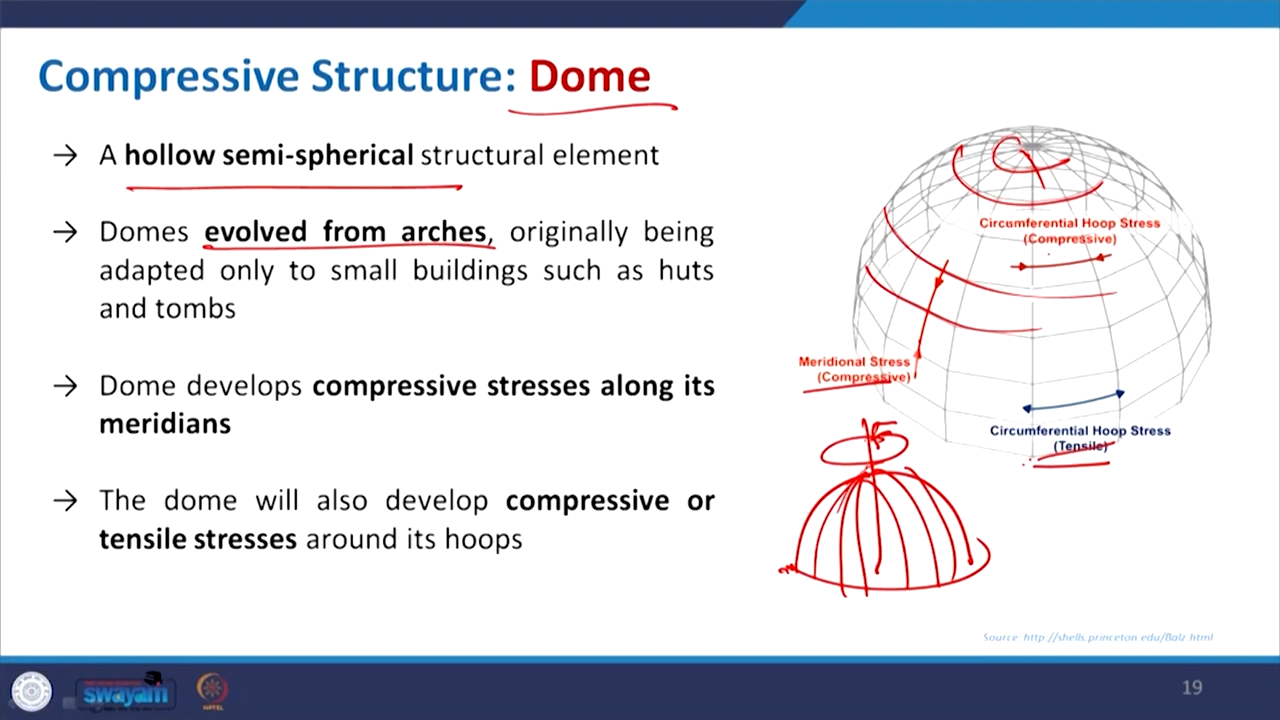 Compressive Structure: Dome
→ A hollow semi-spherical structural element
→ Domes evolved from arches, originally being
adapted only to small buildings such as huts
and tombs
→ Dome develops compressive stresses along its
meridians
→ The dome will also develop compressive or
tensile stresses around its hoops
Circumferential Hoop Stress
(Compressive)
Meridional Stress
(Compressive)
Circumferential Hoop Stress
(Tensile)
Source http://shells.princeton.edu/Balz.html
swayam
NPTEL
19